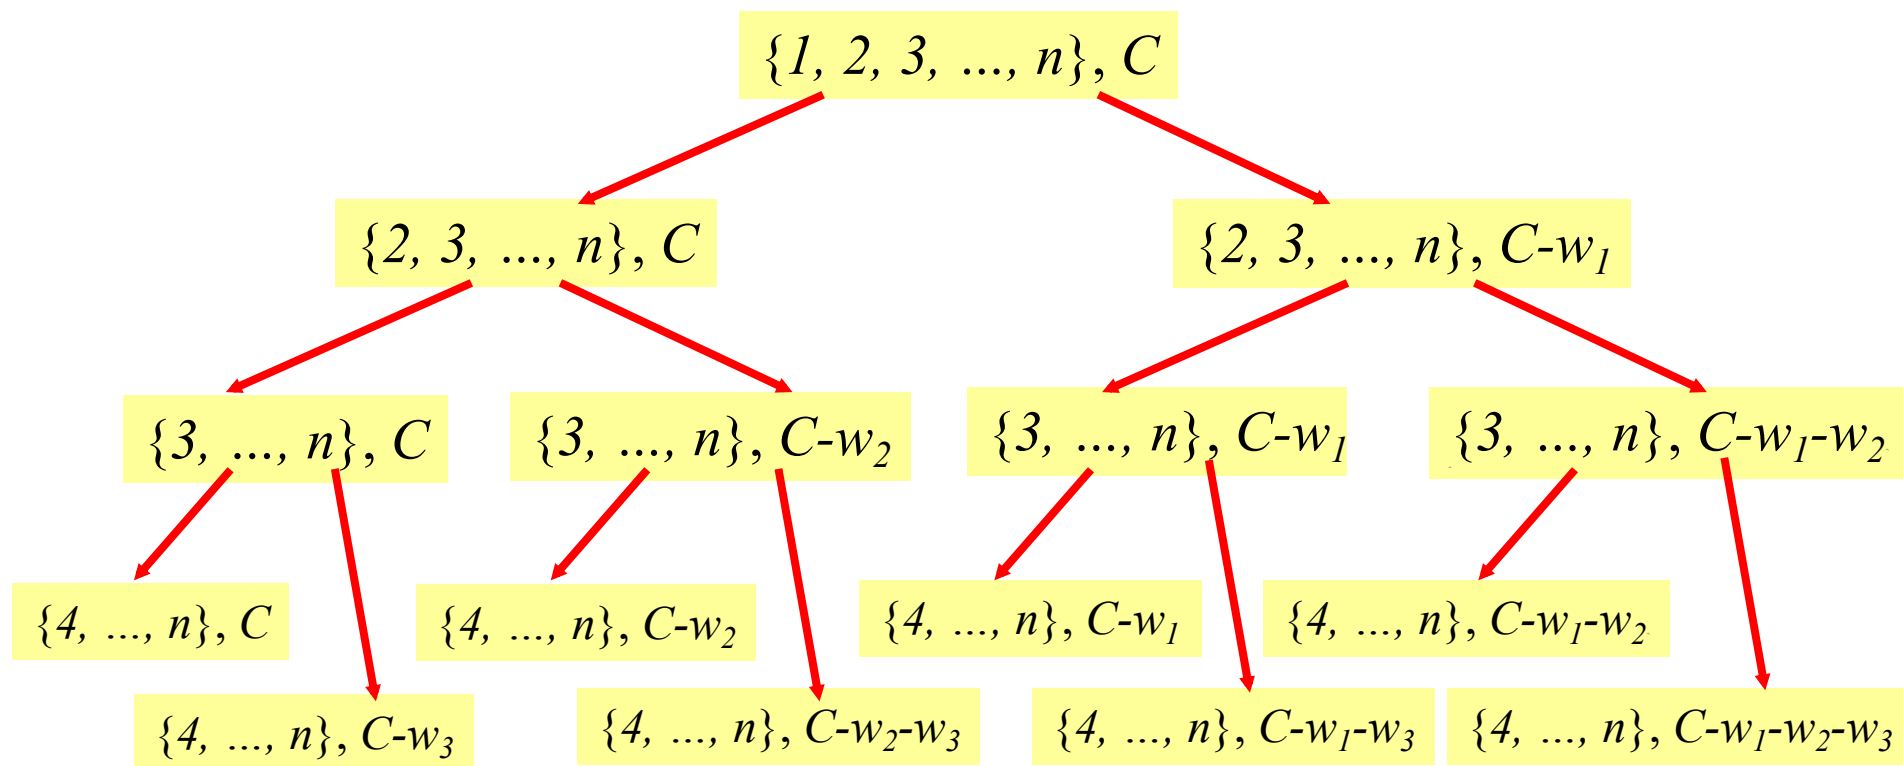 {1, 2, 3, ..., n}, C
{2, 3, ..., n}, C
{2, 3, ..., n}, C-w₁
{3, ..., n}, C
{3, ..., n}, C-w₂
{3, ..., n}, C-w₁
{3, ..., n}, C-w₁-w₂
{4, ..., n}, C
{4, ..., n}, C-w₂
{4, ..., n}, C-w₁
{4, ..., n}, C-w₁-w₂
{4, ..., n}, C-w₃
{4, ..., n}, C-w₂-w₃
{4, ..., n}, C-w₁-w₃
{4, ..., n}, C-w₁-w₂-w₃